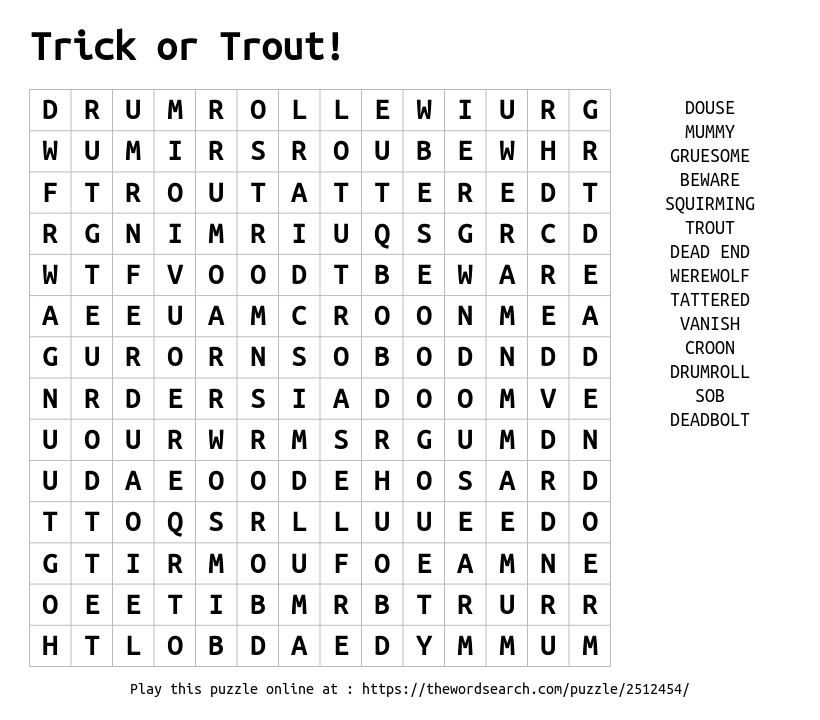 Trick or Trout!
D R U M R O L L E W I U R G
W U M I R S R O U B E W H R
F T R O U T A T T E R E D T
R G N I M R I U Q S G R C D
W T F V O O D T B E W A R E
A E E U A M C R O O N M E A
G U R O R N S O B O D N D D
N R D E R S I A D O O M V E
U O U R W R M S R G U M D N
U D A E O O D E H O S A R D
T T O Q S R L L U U E E D O
G T I R M O U F O E A M N E
O E E T I B M R B T R U R R
H T L O B D A E D Y M M U M
DOUSE
MUMMY
GRUESOME
BEWARE
SQUIRMING
TROUT
DEAD END
WEREWOLF
TATTERED
VANISH
CROON
DRUMROLL
SOB
DEADBOLT
Play this puzzle online at : https://thewordsearch.com/puzzle/2512454/